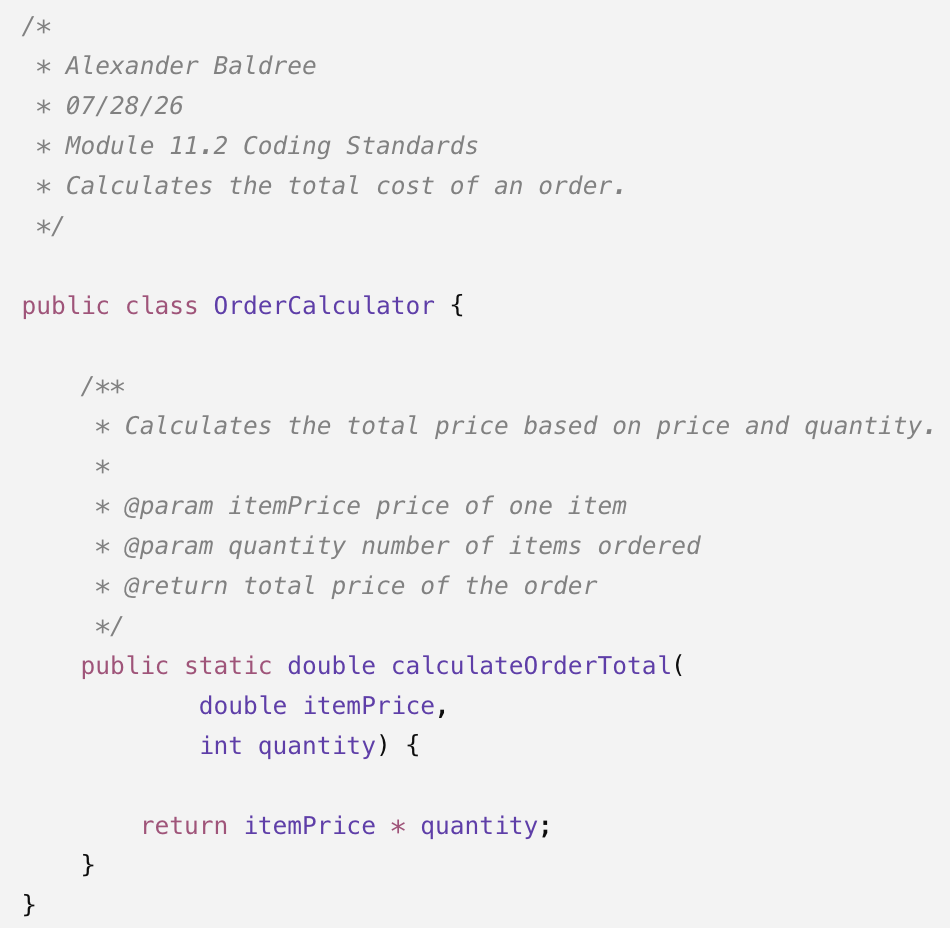 /*
 * Alexander Baldree
 * 07/28/26
 * Module 11.2 Coding Standards
 * Calculates the total cost of an order.
 */

public class OrderCalculator {

    /**
     * Calculates the total price based on price and quantity.
     *
     * @param itemPrice price of one item
     * @param quantity number of items ordered
     * @return total price of the order
     */
    public static double calculateOrderTotal(
            double itemPrice,
            int quantity) {

        return itemPrice * quantity;
    }
}